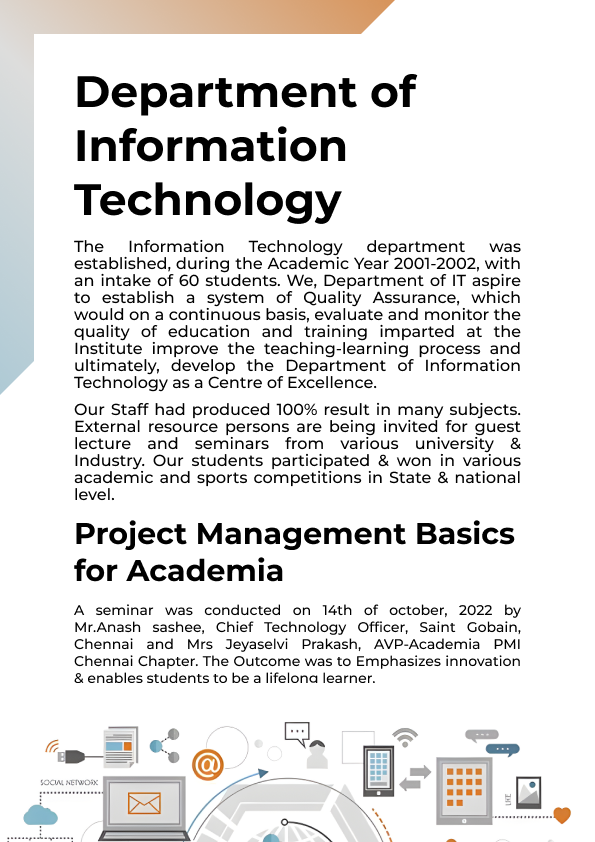 Department of
Information
Technology
The Information Technology department was
established, during the Academic Year 2001-2002, with
an intake of 60 students. We, Department of IT aspire
to establish a system of Quality Assurance, which
would on a continuous basis, evaluate and monitor the
quality of education and training imparted at the
Institute improve the teaching-learning process and
ultimately, develop the Department of Information
Technology as a Centre of Excellence.
Our Staff had produced 100% result in many subjects.
External resource persons are being invited for guest
lecture and seminars from various university &
Industry. Our students participated & won in various
academic and sports competitions in State & national
level.
Project Management Basics
for Academia
A seminar was conducted on 14th of october, 2022 by
Mr.Anash sashee, Chief Technology Officer, Saint Gobain,
Chennai and Mrs Jeyaselvi Prakash, AVP-Academia PMI
Chennai Chapter. The Outcome was to Emphasizes innovation
& enables students to be a lifelong learner.
@
SOCIAL NETWORK
LIKE